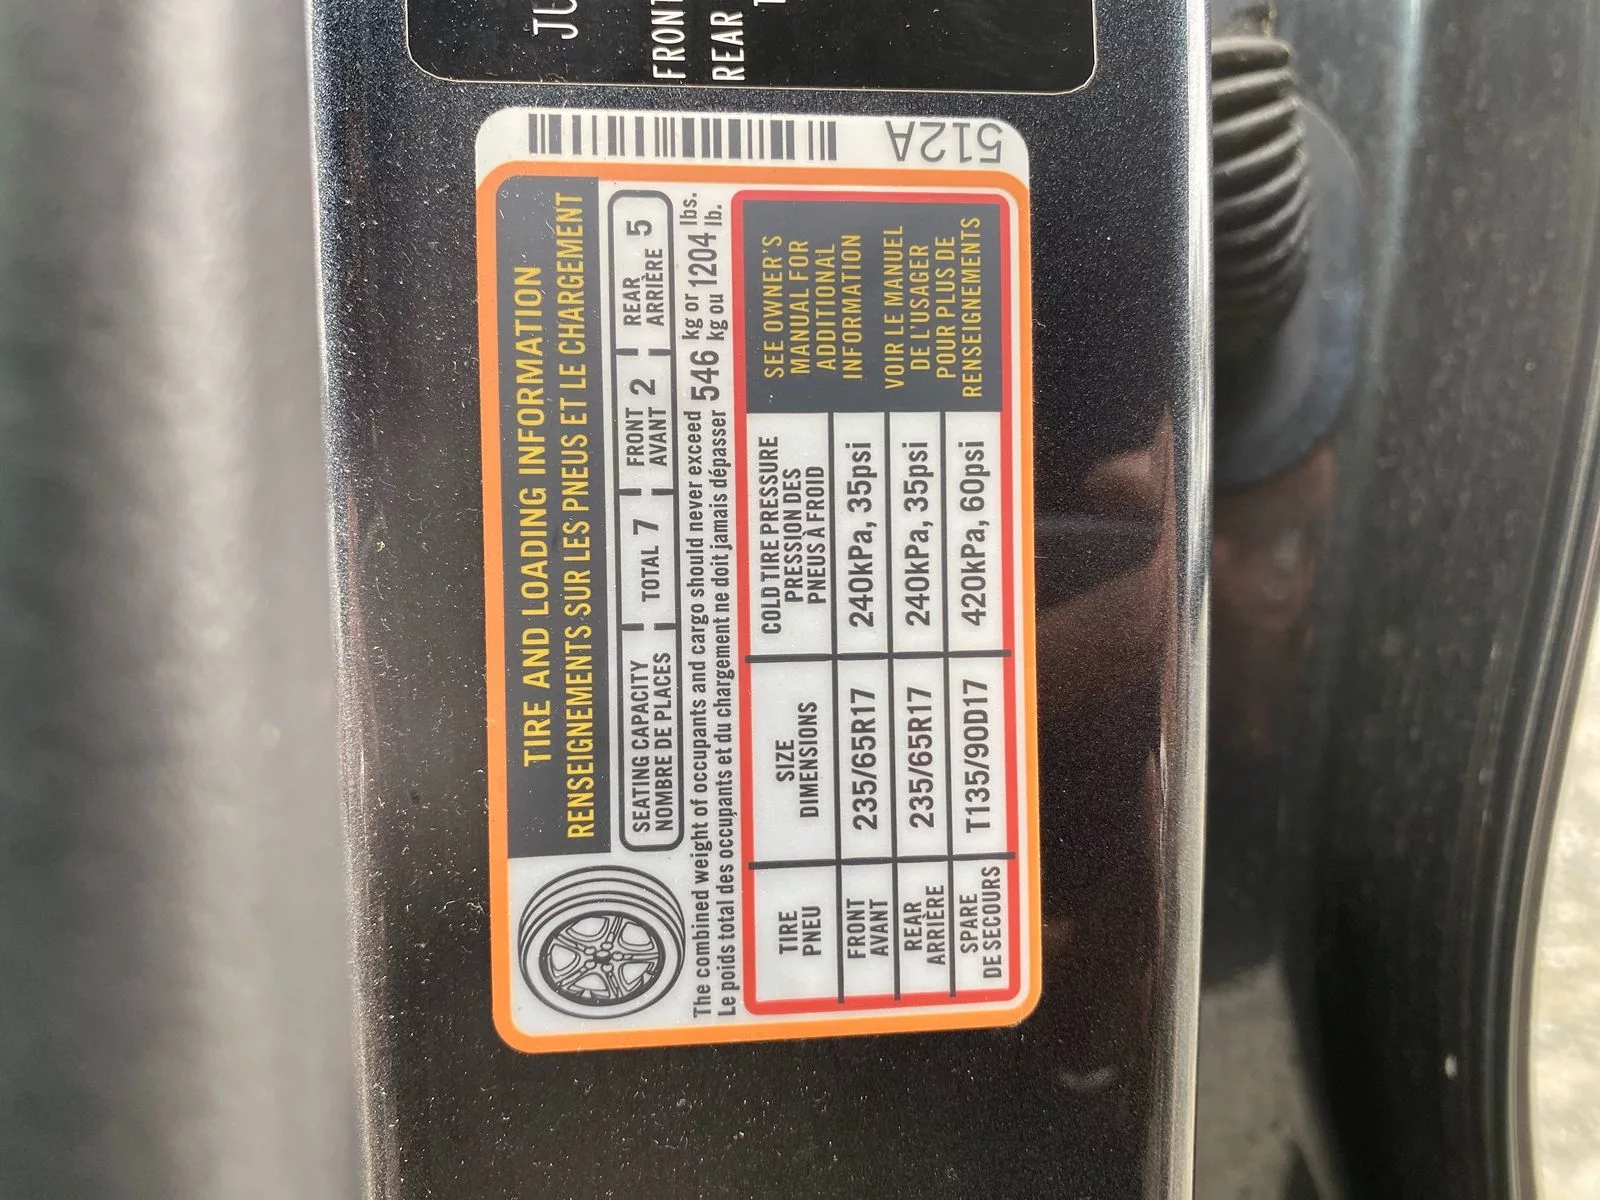 JU
FRONT
REAR
T
512A
TIRE AND LOADING INFORMATION
RENSEIGNEMENTS SUR LES PNEUS ET LE CHARGEMENT
SEATING CAPACITY TOTAL 7 FRONT 2 REAR 5
NOMBRE DE PLACES AVANT ARRIÈRE
The combined weight of occupants and cargo should never exceed 546 kg or 1204 lbs.
Le poids total des occupants et du chargement ne doit jamais dépasser kg ou lb.
TIRE SIZE COLD TIRE PRESSURE
PNEU DIMENSIONS PRESSION DES
PNEUS À FROID
FRONT 235/65R17 240kPa, 35psi
AVANT
REAR 235/65R17 240kPa, 35psi
ARRIÈRE
SPARE T135/90D17 420kPa, 60psi
DE SECOURS
SEE OWNER'S
MANUAL FOR
ADDITIONAL
INFORMATION
VOIR LE MANUEL
DE L'USAGER
POUR PLUS DE
RENSEIGNEMENTS